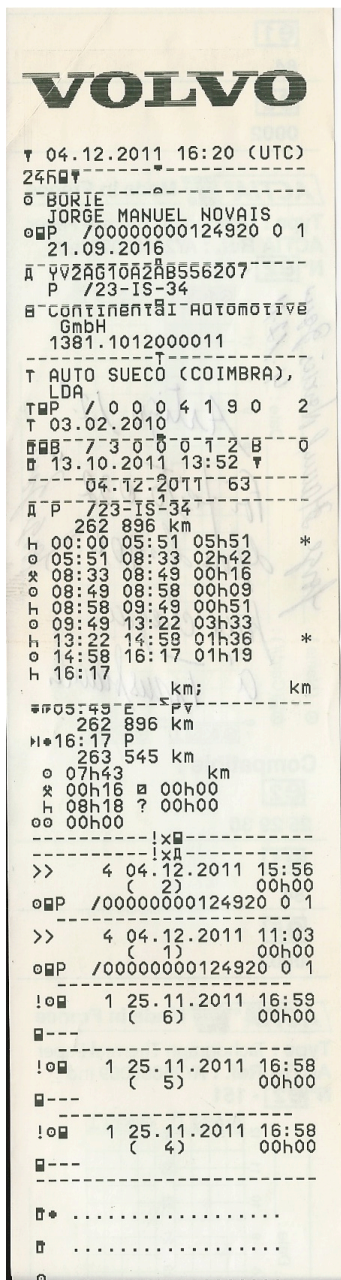 VOLVO
▼ 04.12.2011 16:20 (UTC)
24h▼
BORIE
JORGE MANUEL NOVAIS
P /00000000124920 0 1
21.09.2016
A YV2AG10A2AB556207
P /23-IS-34
Continental Automotive
GmbH
1381.1012000011
T AUTO SUECO (COIMBRA),
LDA
TP /0 0 0 4 1 9 0 2
T 03.02.2010
B /3 0 0 0 1 2 B 0
13.10.2011 13:52 ▼
04.12.2011 63
A P /23-IS-34
262 896 km
h 00:00 05:51 05h51 *
o 05:51 08:33 02h42
⚒ 08:33 08:49 00h16
o 08:49 08:58 00h09
h 08:58 09:49 00h51
o 09:49 13:22 03h33
h 13:22 14:58 01h36 *
o 14:58 16:17 01h19
h 16:17
km; km
05:49 E PV
262 896 km
16:17 P
263 545 km
o 07h43 km
⚒ 00h16 ⍁ 00h00
h 08h18 ? 00h00
oo 00h00
!x
!xA
>> 4 04.12.2011 15:56
( 2) 00h00
P /00000000124920 0 1
>> 4 04.12.2011 11:03
( 1) 00h00
P /00000000124920 0 1
!o 1 25.11.2011 16:59
( 6) 00h00
---
!o 1 25.11.2011 16:58
( 5) 00h00
---
!o 1 25.11.2011 16:58
( 4) 00h00
---
..................
..................
o